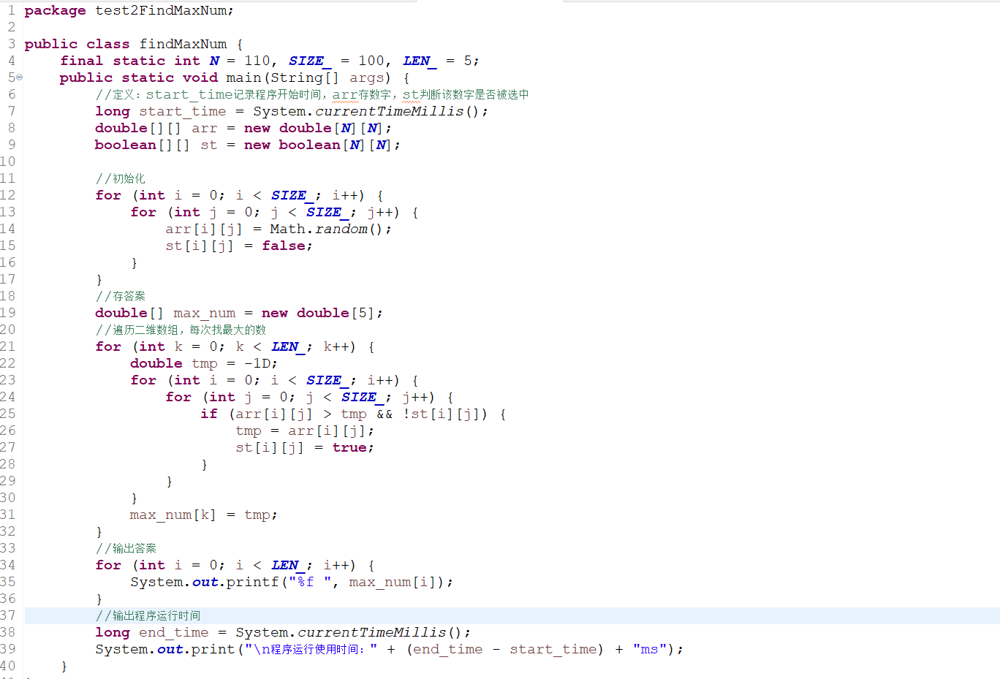 1 package test2FindMaxNum;
2
3 public class findMaxNum {
4     final static int N = 110, SIZE_ = 100, LEN_ = 5;
5     public static void main(String[] args) {
6         //定义：start_time记录程序开始时间，arr存数字，st判断该数字是否被选中
7         long start_time = System.currentTimeMillis();
8         double[][] arr = new double[N][N];
9         boolean[][] st = new boolean[N][N];
10
11         //初始化
12         for (int i = 0; i < SIZE_; i++) {
13             for (int j = 0; j < SIZE_; j++) {
14                 arr[i][j] = Math.random();
15                 st[i][j] = false;
16             }
17         }
18         //存答案
19         double[] max_num = new double[5];
20         //遍历二维数组，每次找最大的数
21         for (int k = 0; k < LEN_; k++) {
22             double tmp = -1D;
23             for (int i = 0; i < SIZE_; i++) {
24                 for (int j = 0; j < SIZE_; j++) {
25                     if (arr[i][j] > tmp && !st[i][j]) {
26                         tmp = arr[i][j];
27                         st[i][j] = true;
28                     }
29                 }
30             }
31             max_num[k] = tmp;
32         }
33         //输出答案
34         for (int i = 0; i < LEN_; i++) {
35             System.out.printf("%f ", max_num[i]);
36         }
37         //输出程序运行时间
38         long end_time = System.currentTimeMillis();
39         System.out.print("\n程序运行使用时间：" + (end_time - start_time) + "ms");
40     }